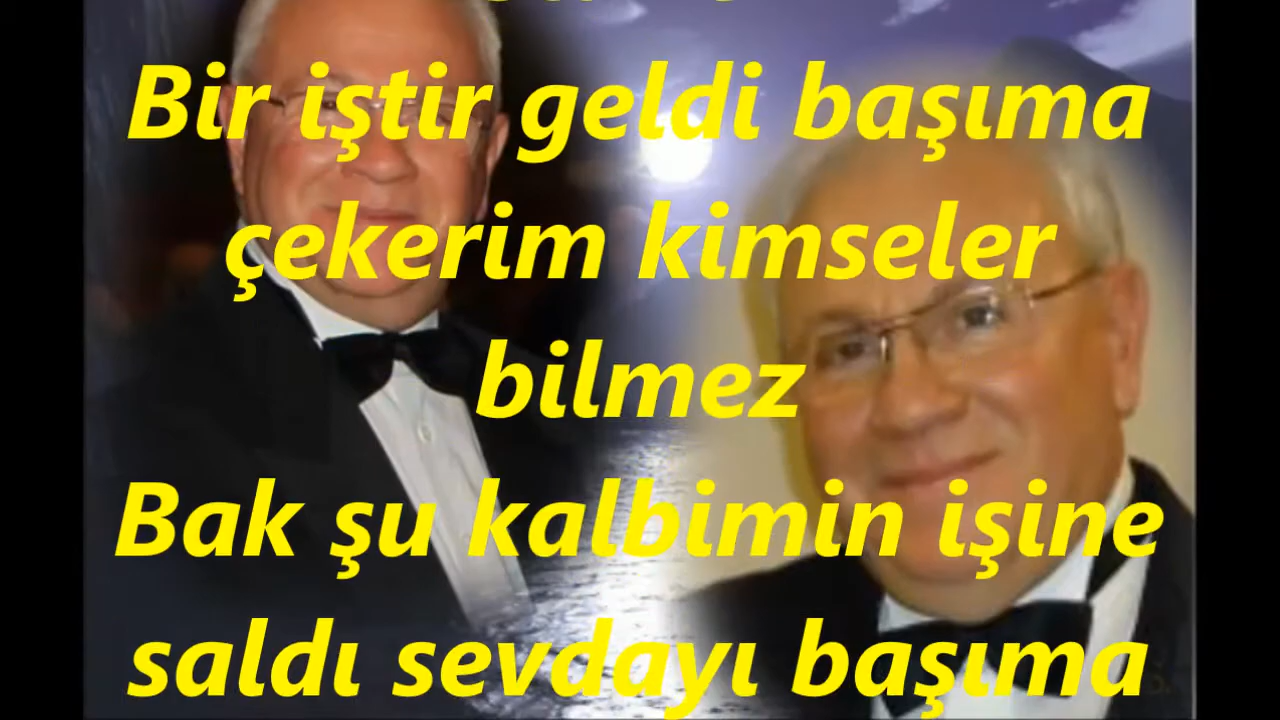 Bir iştir geldi başıma
çekerim kimseler
bilmez
Bak şu kalbimin işine
saldı sevdayı başıma